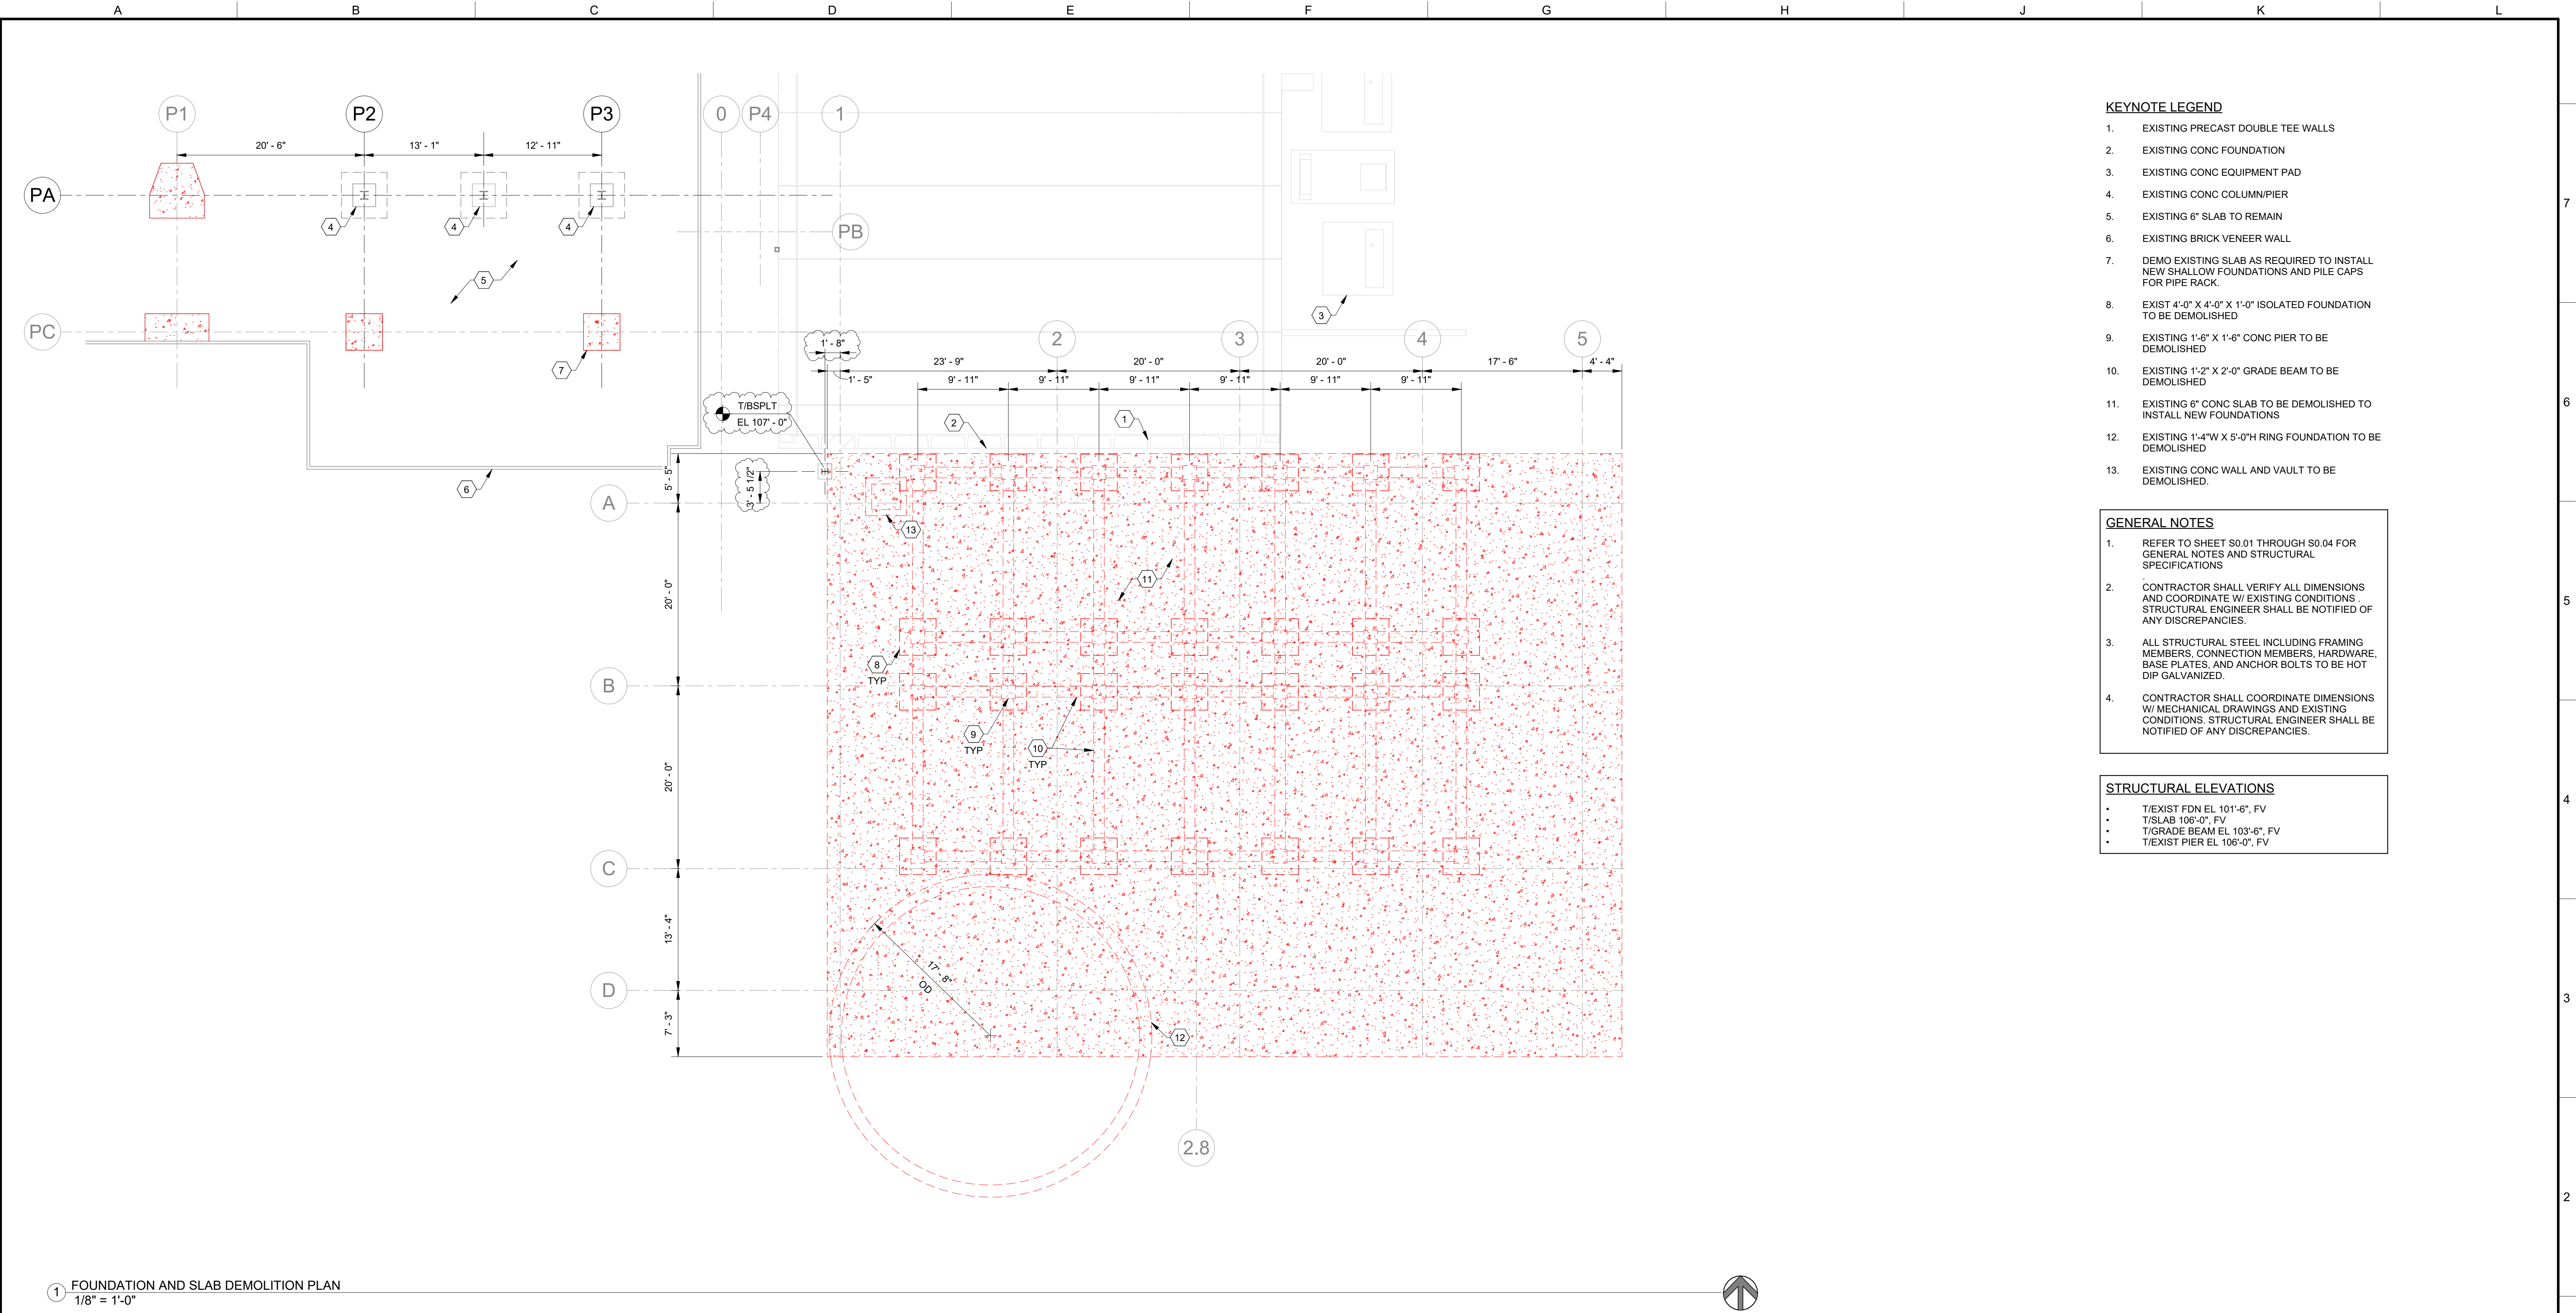 A B C D E F G H J K L
P1 P2 P3 0 P4 1
20' - 6" 13' - 1" 12' - 11"
PA
4 4 4
PB
5
PC
7
3
2 3 4 5
1' - 8"
23' - 9" 20' - 0" 20' - 0" 17' - 6" 4' - 4"
1' - 5"
9' - 11" 9' - 11" 9' - 11" 9' - 11" 9' - 11" 9' - 11"
T/BSPLT
EL 107' - 0"
2 1
6
5' - 5"
3' - 5 1/2"
A
13
11
20' - 0"
8
TYP
B
9
TYP
10
TYP
20' - 0"
C
13' - 4"
17' - 8"
OD
D
7' - 3"
12
2.8
1
FOUNDATION AND SLAB DEMOLITION PLAN
1/8" = 1'-0"
KEYNOTE LEGEND
1. EXISTING PRECAST DOUBLE TEE WALLS
2. EXISTING CONC FOUNDATION
3. EXISTING CONC EQUIPMENT PAD
4. EXISTING CONC COLUMN/PIER
5. EXISTING 6" SLAB TO REMAIN
6. EXISTING BRICK VENEER WALL
7. DEMO EXISTING SLAB AS REQUIRED TO INSTALL
NEW SHALLOW FOUNDATIONS AND PILE CAPS
FOR PIPE RACK.
8. EXIST 4'-0" X 4'-0" X 1'-0" ISOLATED FOUNDATION
TO BE DEMOLISHED
9. EXISTING 1'-6" X 1'-6" CONC PIER TO BE
DEMOLISHED
10. EXISTING 1'-2" X 2'-0" GRADE BEAM TO BE
DEMOLISHED
11. EXISTING 6" CONC SLAB TO BE DEMOLISHED TO
INSTALL NEW FOUNDATIONS
12. EXISTING 1'-4"W X 5'-0"H RING FOUNDATION TO BE
DEMOLISHED
13. EXISTING CONC WALL AND VAULT TO BE
DEMOLISHED.
GENERAL NOTES
1. REFER TO SHEET S0.01 THROUGH S0.04 FOR
GENERAL NOTES AND STRUCTURAL
SPECIFICATIONS
.
2. CONTRACTOR SHALL VERIFY ALL DIMENSIONS
AND COORDINATE W/ EXISTING CONDITIONS .
STRUCTURAL ENGINEER SHALL BE NOTIFIED OF
ANY DISCREPANCIES.
3. ALL STRUCTURAL STEEL INCLUDING FRAMING
MEMBERS, CONNECTION MEMBERS, HARDWARE,
BASE PLATES, AND ANCHOR BOLTS TO BE HOT
DIP GALVANIZED.
4. CONTRACTOR SHALL COORDINATE DIMENSIONS
W/ MECHANICAL DRAWINGS AND EXISTING
CONDITIONS. STRUCTURAL ENGINEER SHALL BE
NOTIFIED OF ANY DISCREPANCIES.
STRUCTURAL ELEVATIONS
• T/EXIST FDN EL 101'-6", FV
• T/SLAB 106'-0", FV
• T/GRADE BEAM EL 103'-6", FV
• T/EXIST PIER EL 106'-0", FV
7
6
5
4
3
2